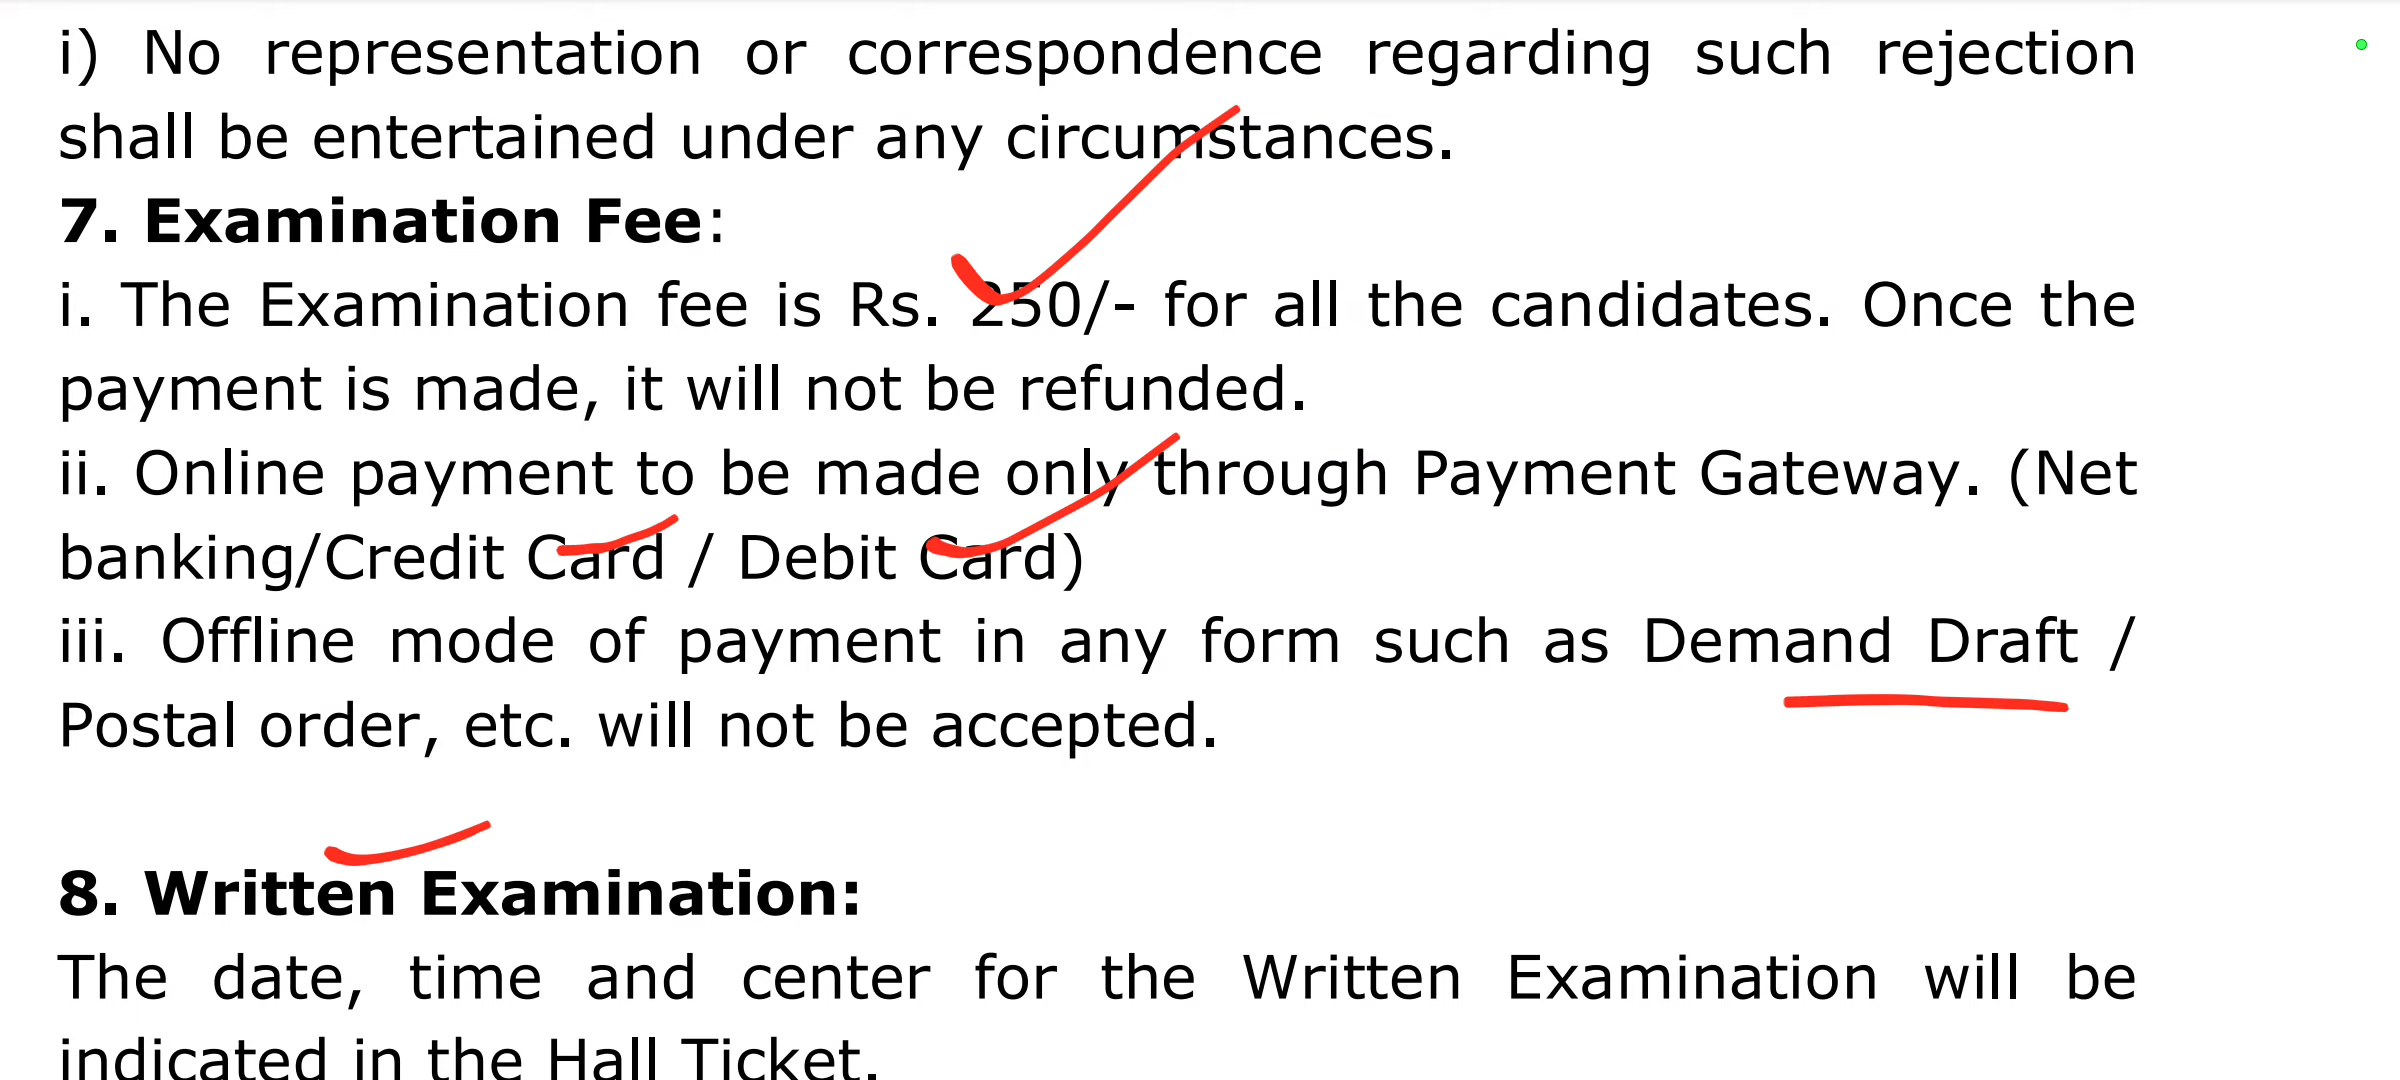 i) No representation or correspondence regarding such rejection
shall be entertained under any circumstances.
7. Examination Fee:
i. The Examination fee is Rs. 250/- for all the candidates. Once the
payment is made, it will not be refunded.
ii. Online payment to be made only through Payment Gateway. (Net
banking/Credit Card / Debit Card)
iii. Offline mode of payment in any form such as Demand Draft /
Postal order, etc. will not be accepted.
8. Written Examination:
The date, time and center for the Written Examination will be
indicated in the Hall Ticket.